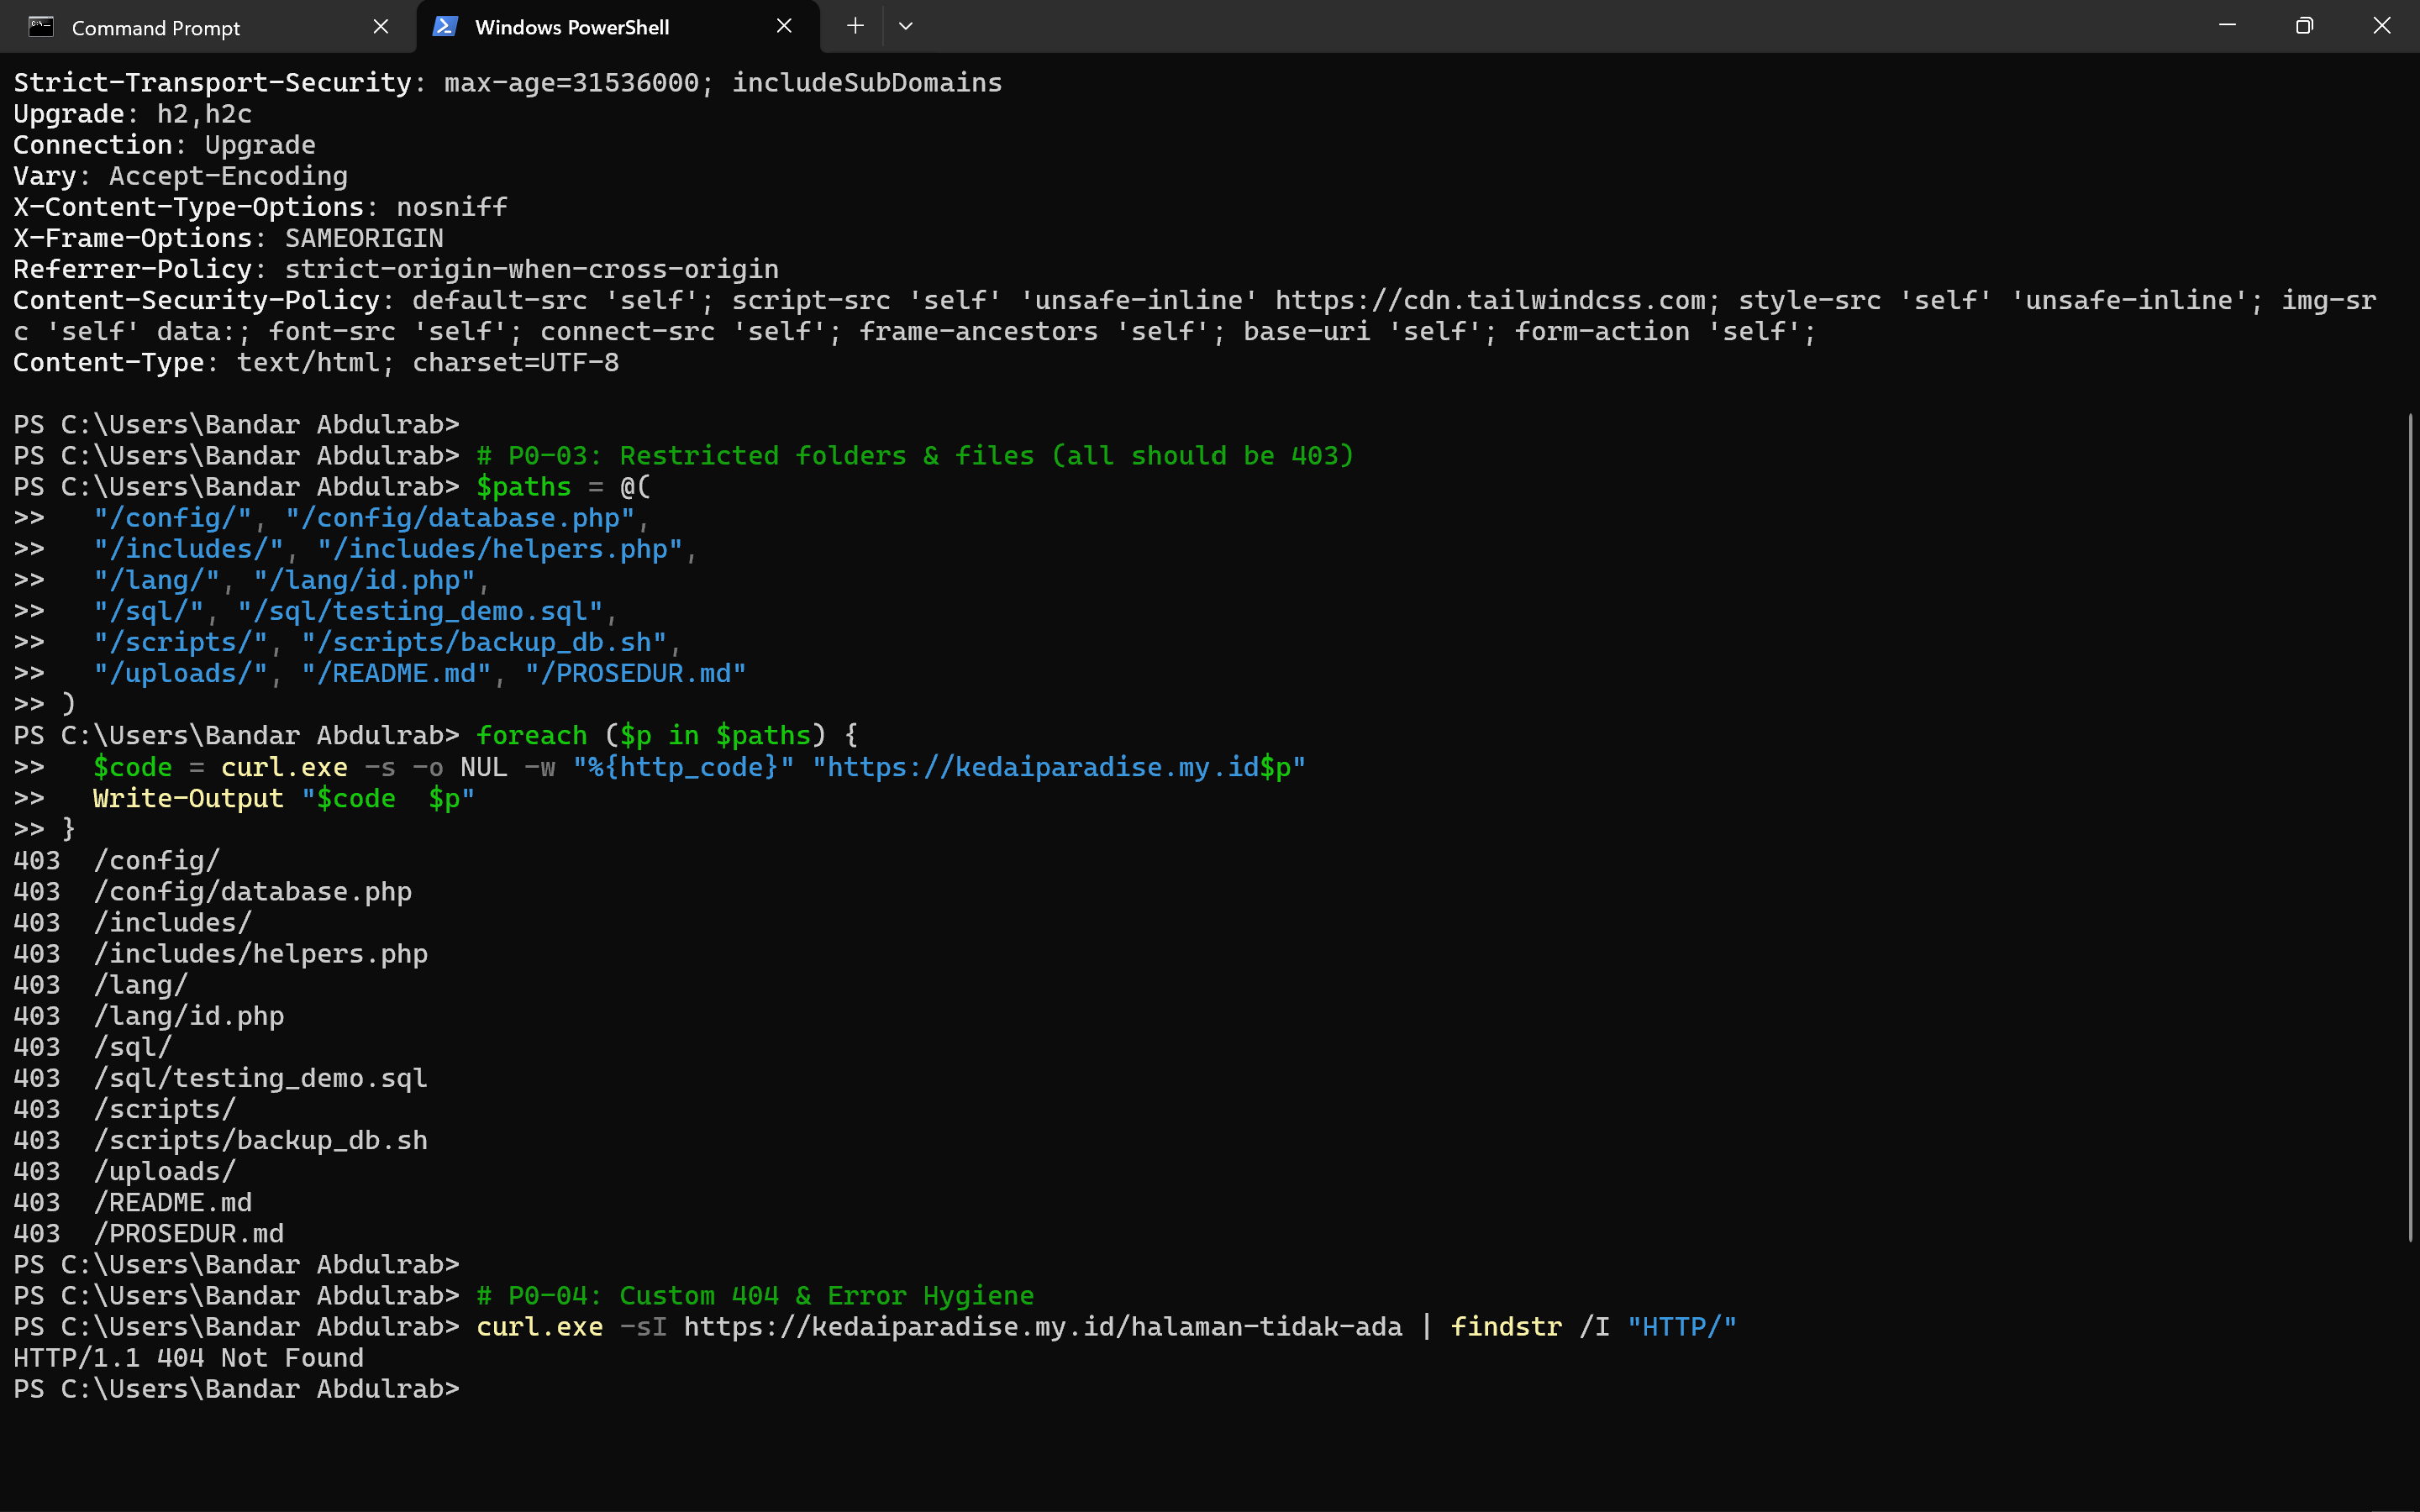 Command Prompt
Windows PowerShell
Strict-Transport-Security: max-age=31536000; includeSubDomains
Upgrade: h2,h2c
Connection: Upgrade
Vary: Accept-Encoding
X-Content-Type-Options: nosniff
X-Frame-Options: SAMEORIGIN
Referrer-Policy: strict-origin-when-cross-origin
Content-Security-Policy: default-src 'self'; script-src 'self' 'unsafe-inline' https://cdn.tailwindcss.com; style-src 'self' 'unsafe-inline'; img-sr
c 'self' data:; font-src 'self'; connect-src 'self'; frame-ancestors 'self'; base-uri 'self'; form-action 'self';
Content-Type: text/html; charset=UTF-8
PS C:\Users\Bandar Abdulrab>
PS C:\Users\Bandar Abdulrab> # P0-03: Restricted folders & files (all should be 403)
PS C:\Users\Bandar Abdulrab> $paths = @(
>>   "/config/", "/config/database.php",
>>   "/includes/", "/includes/helpers.php",
>>   "/lang/", "/lang/id.php",
>>   "/sql/", "/sql/testing_demo.sql",
>>   "/scripts/", "/scripts/backup_db.sh",
>>   "/uploads/", "/README.md", "/PROSEDUR.md"
>> )
PS C:\Users\Bandar Abdulrab> foreach ($p in $paths) {
>>   $code = curl.exe -s -o NUL -w "%{http_code}" "https://kedaiparadise.my.id$p"
>>   Write-Output "$code  $p"
>> }
403  /config/
403  /config/database.php
403  /includes/
403  /includes/helpers.php
403  /lang/
403  /lang/id.php
403  /sql/
403  /sql/testing_demo.sql
403  /scripts/
403  /scripts/backup_db.sh
403  /uploads/
403  /README.md
403  /PROSEDUR.md
PS C:\Users\Bandar Abdulrab>
PS C:\Users\Bandar Abdulrab> # P0-04: Custom 404 & Error Hygiene
PS C:\Users\Bandar Abdulrab> curl.exe -sI https://kedaiparadise.my.id/halaman-tidak-ada | findstr /I "HTTP/"
HTTP/1.1 404 Not Found
PS C:\Users\Bandar Abdulrab>